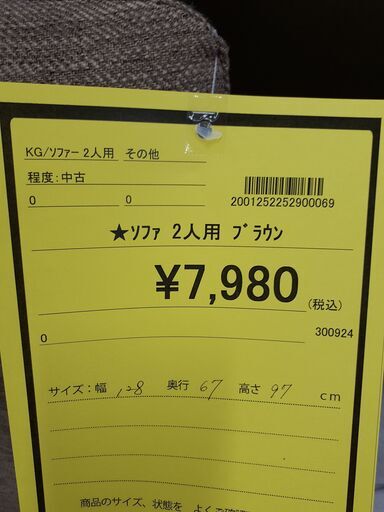 KG/ソファー 2人用 その他
程度:中古
0 0
2001252252900069
★ソファ 2人用 ブラウン
¥7,980
(税込)
0 300924
サイズ:幅 128 奥行 67 高さ 97 cm
商品のサイズ、状態を よくご確認